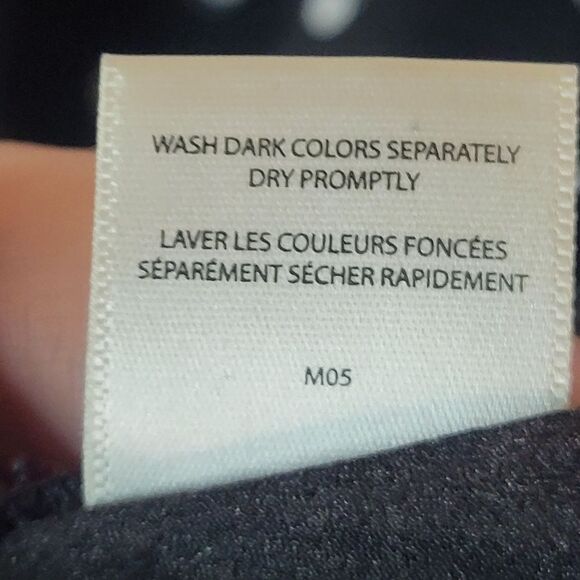 WASH DARK COLORS SEPARATELY
DRY PROMPTLY
LAVER LES COULEURS FONCÉES
SÉPARÉMENT SÉCHER RAPIDEMENT
M05